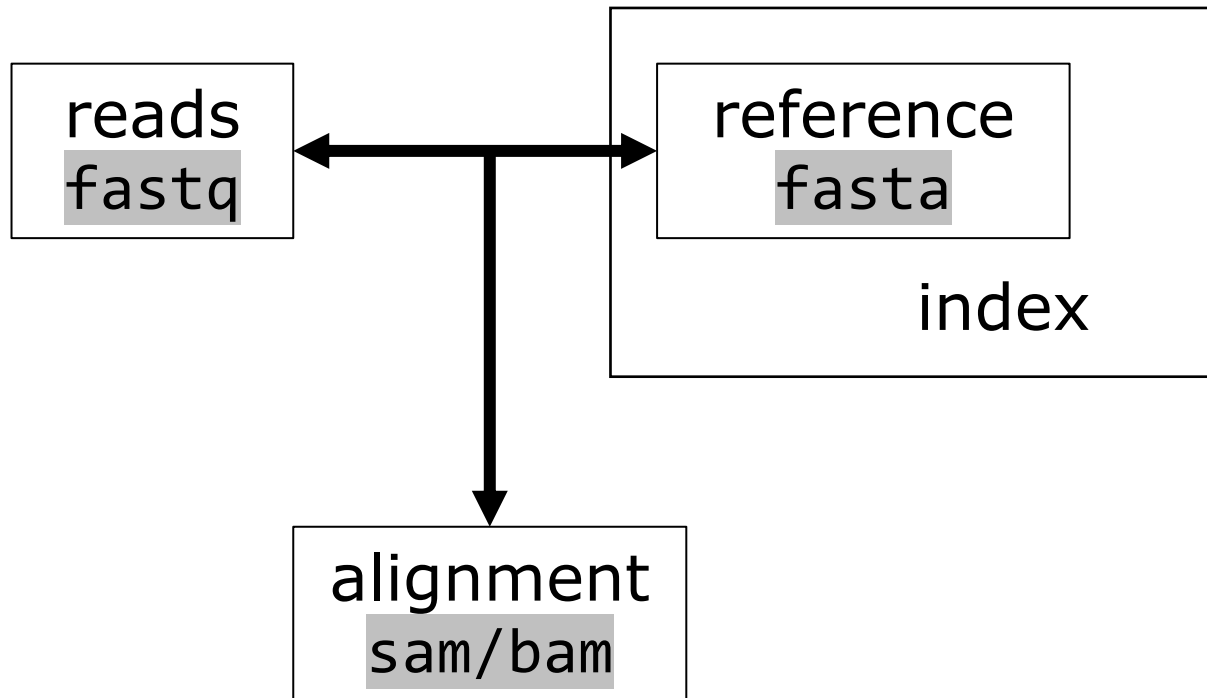 reads
fastq
reference
fasta
index
alignment
sam/bam